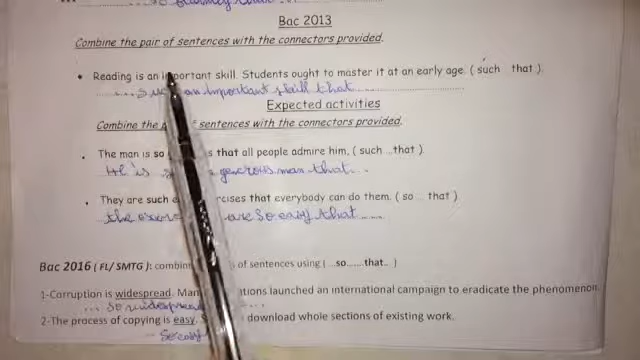 Bac 2013
Combine the pair of sentences with the connectors provided.
Reading is an important skill. Students ought to master it at an early age. ( such that ).
an important skill that
Expected activities
Combine the of sentences with the connectors provided.
The man is so that all people admire him. ( such ...that ).
He is generous man that
They are such that everybody can do them. ( so ... that )
the are so easy that
Bac 2016 ( FL/ SMTG ): of sentences using ( ...so......that.. )
1-Corruption is widespread. launched an international campaign to eradicate the phenomenon.
so widespread
2-The process of copying is easy. download whole sections of existing work.
so easy